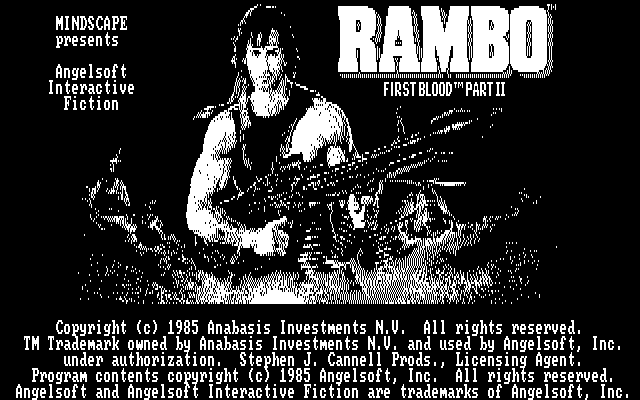 MINDSCAPE
presents
Angelsoft
Interactive
Fiction
RAMBO™
FIRST BLOOD™ PART II
Copyright (c) 1985 Anabasis Investments N.V. All rights reserved.
TM Trademark owned by Anabasis Investments N.V. and used by Angelsoft, Inc.
under authorization. Stephen J. Cannell Prods., Licensing Agent.
Program contents copyright (c) 1985 Angelsoft, Inc. All rights reserved.
Angelsoft and Angelsoft Interactive Fiction are trademarks of Angelsoft, Inc.